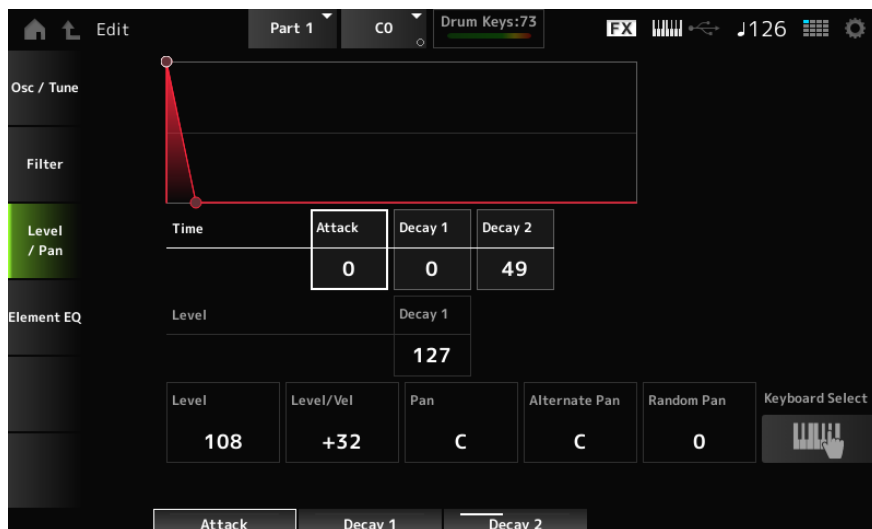 Edit
Part 1
C0
Drum Keys:73
FX
♩126
Osc / Tune
Filter
Level
/ Pan
Element EQ
Time
Attack
Decay 1
Decay 2
0
0
49
Level
Decay 1
127
Level
Level/Vel
Pan
Alternate Pan
Random Pan
Keyboard Select
108
+32
C
C
0
Attack
Decay 1
Decay 2